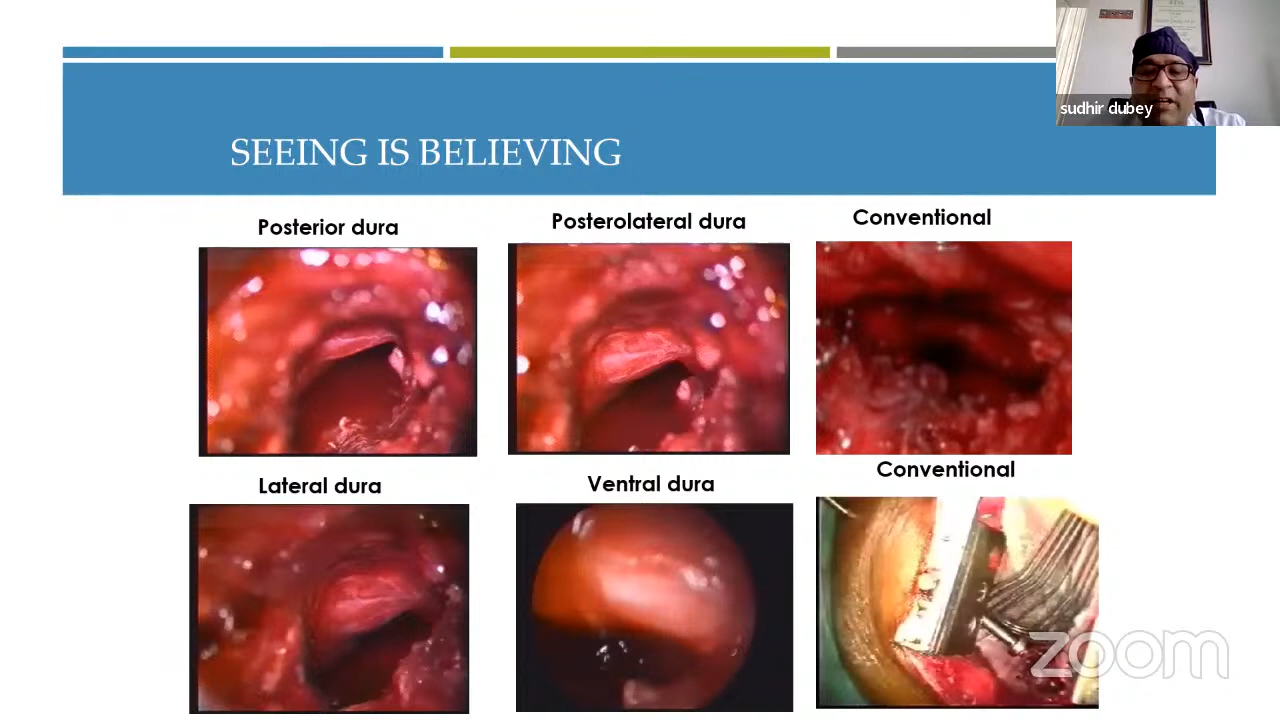 sudhir dubey
SEEING IS BELIEVING
Posterior dura
Posterolateral dura
Conventional
Lateral dura
Ventral dura
Conventional
zoom